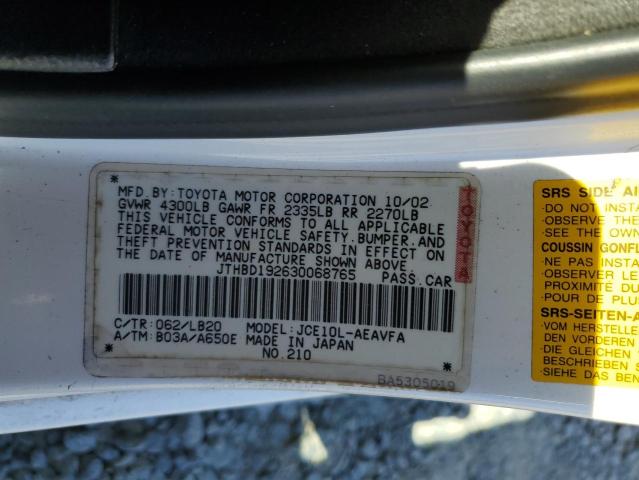 MFD.BY:TOYOTA MOTOR CORPORATION 10/02
GVWR 4300LB GAWR FR 2335LB RR 2270LB
THIS VEHICLE CONFORMS TO ALL APPLICABLE
FEDERAL MOTOR VEHICLE SAFETY,BUMPER,AND
THEFT PREVENTION STANDARDS IN EFFECT ON
THE DATE OF MANUFACTURE SHOWN ABOVE.
JTHBD192630068765 PASS.CAR
TOYOTA
C/TR:062/LB20 MODEL:JCE10L-AEAVFA
A/TM:B03A/A650E MADE IN JAPAN
NO.210
BA5305019
SRS SIDE
·DO NOT INSTA
·OBSERVE THE
SEE THE OWN
COUSSIN GONFL
·NE PAS INSTA
·OBSERVER LE
PROXIMITÉ DU
·POUR DE PLU
SRS-SEITEN-A
·VOM HERSTELLE
DEN VORDEREN
BESCHRIEBEN S
·SIEHE DAS BE